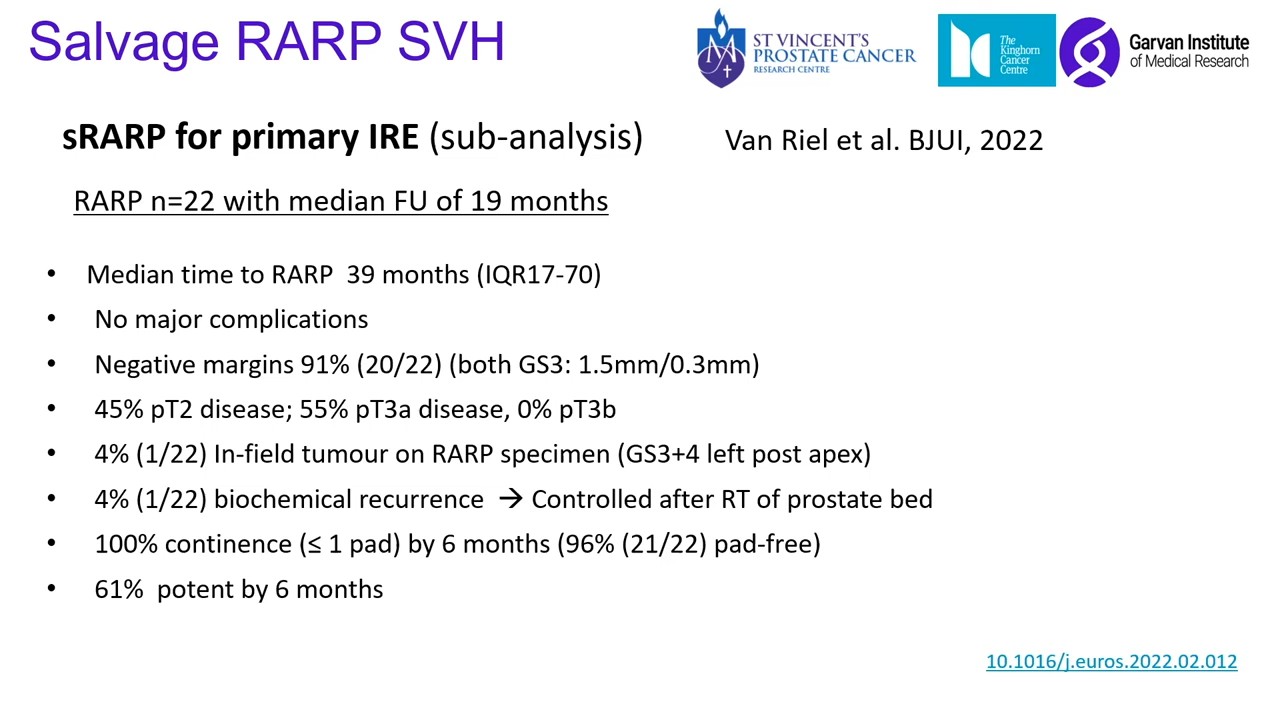 Salvage RARP SVH
ST VINCENT'S
PROSTATE CANCER
RESEARCH CENTRE
The
Kinghorn
Cancer
Centre
Garvan Institute
of Medical Research
sRARP for primary IRE (sub-analysis)
Van Riel et al. BJUI, 2022
RARP n=22 with median FU of 19 months
• Median time to RARP  39 months (IQR17-70)
• No major complications
• Negative margins 91% (20/22) (both GS3: 1.5mm/0.3mm)
• 45% pT2 disease; 55% pT3a disease, 0% pT3b
• 4% (1/22) In-field tumour on RARP specimen (GS3+4 left post apex)
• 4% (1/22) biochemical recurrence → Controlled after RT of prostate bed
• 100% continence (≤ 1 pad) by 6 months (96% (21/22) pad-free)
• 61%  potent by 6 months
10.1016/j.euros.2022.02.012